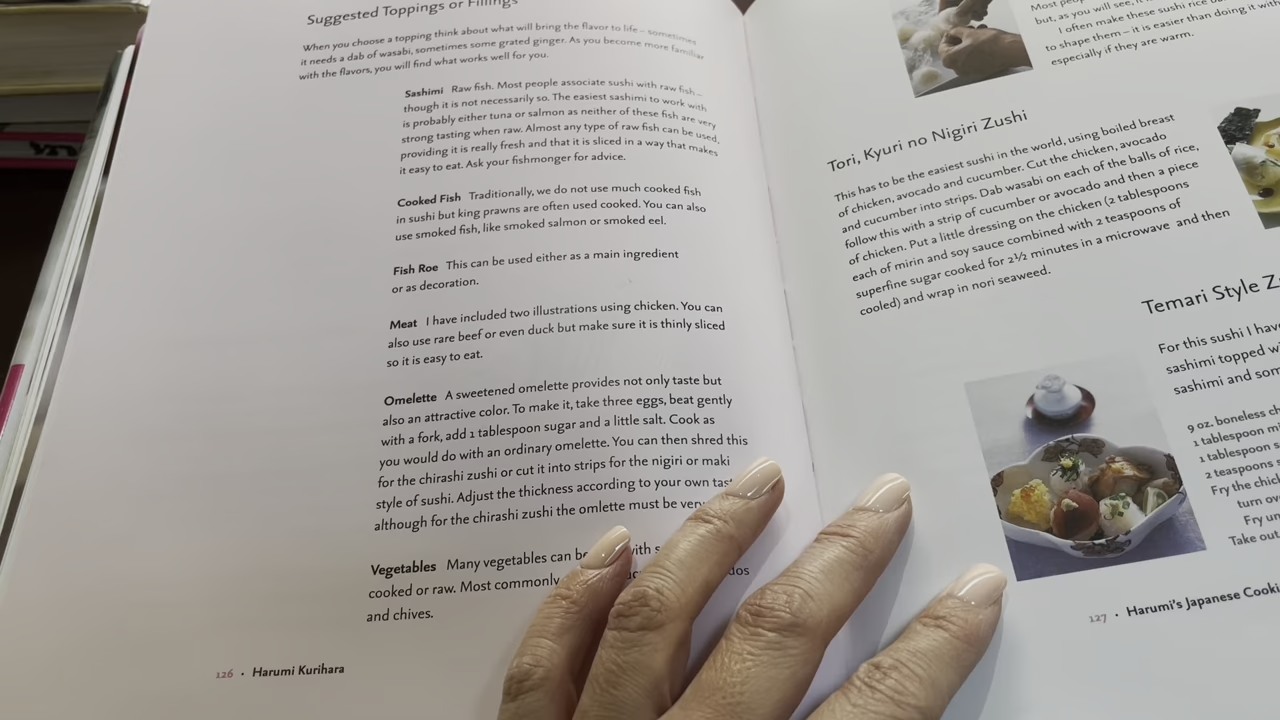 Suggested Toppings or Fillings
When you choose a topping think about what will bring the flavor to life – sometimes
it needs a dab of wasabi, sometimes some grated ginger. As you become more familiar
with the flavors, you will find what works well for you.
Sashimi Raw fish. Most people associate sushi with raw fish –
though it is not necessarily so. The easiest sashimi to work with
is probably either tuna or salmon as neither of these fish are very
strong tasting when raw. Almost any type of raw fish can be used,
providing it is really fresh and that it is sliced in a way that makes
it easy to eat. Ask your fishmonger for advice.
Cooked Fish Traditionally, we do not use much cooked fish
in sushi but king prawns are often used cooked. You can also
use smoked fish, like smoked salmon or smoked eel.
Fish Roe This can be used either as a main ingredient
or as decoration.
Meat I have included two illustrations using chicken. You can
also use rare beef or even duck but make sure it is thinly sliced
so it is easy to eat.
Omelette A sweetened omelette provides not only taste but
also an attractive color. To make it, take three eggs, beat gently
with a fork, add 1 tablespoon sugar and a little salt. Cook as
you would do with an ordinary omelette. You can then shred this
for the chirashi zushi or cut it into strips for the nigiri or maki
style of sushi. Adjust the thickness according to your own
although for the chirashi zushi the omlette must be
Vegetables Many vegetables can be with
cooked or raw. Most commonly
and chives.
126 • Harumi Kurihara
but, as you will see, it
I often make these sushi rice
to shape them – it is easier than doing it with
especially if they are warm.
Tori, Kyuri no Nigiri Zushi
This has to be the easiest sushi in the world, using boiled breast
of chicken, avocado and cucumber. Cut the chicken, avocado
and cucumber into strips. Dab wasabi on each of the balls of rice,
follow this with a strip of cucumber or avocado and then a piece
of chicken. Put a little dressing on the chicken (2 tablespoons
each of mirin and soy sauce combined with 2 teaspoons of
superfine sugar cooked for 2½ minutes in a microwave and then
cooled) and wrap in nori seaweed.
Temari Style
For this sushi I
sashimi topped
sashimi and
9 oz. boneless
1 tablespoon
1 tablespoon
2 teaspoons
Fry the
turn
Fry
Take out
127 • Harumi's Japanese